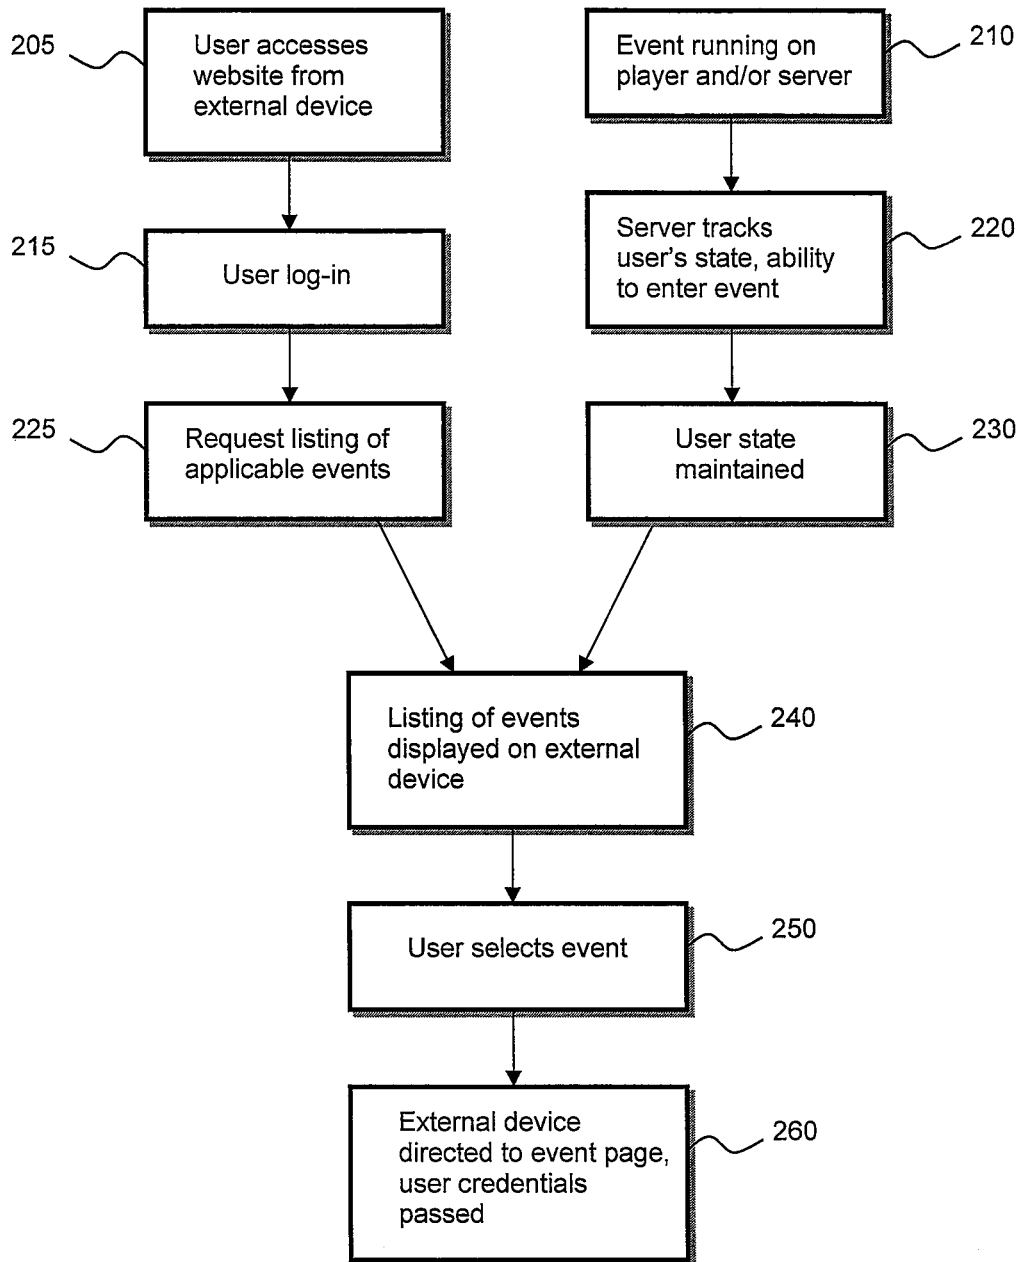 205
User accesses
website from
external device
210
Event running on
player and/or server
215
User log-in
220
Server tracks
user's state, ability
to enter event
225
Request listing of
applicable events
230
User state
maintained
240
Listing of events
displayed on external
device
250
User selects event
260
External device
directed to event page,
user credentials
passed